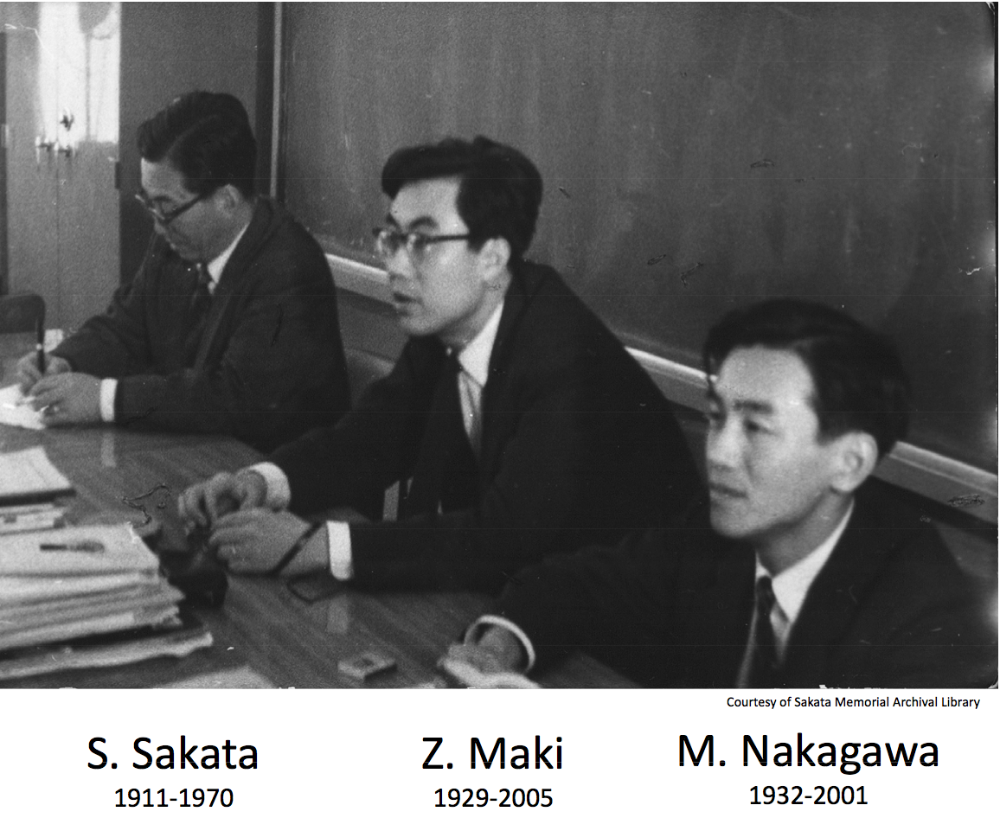 Courtesy of Sakata Memorial Archival Library
S. Sakata
Z. Maki
M. Nakagawa
1911-1970
1929-2005
1932-2001